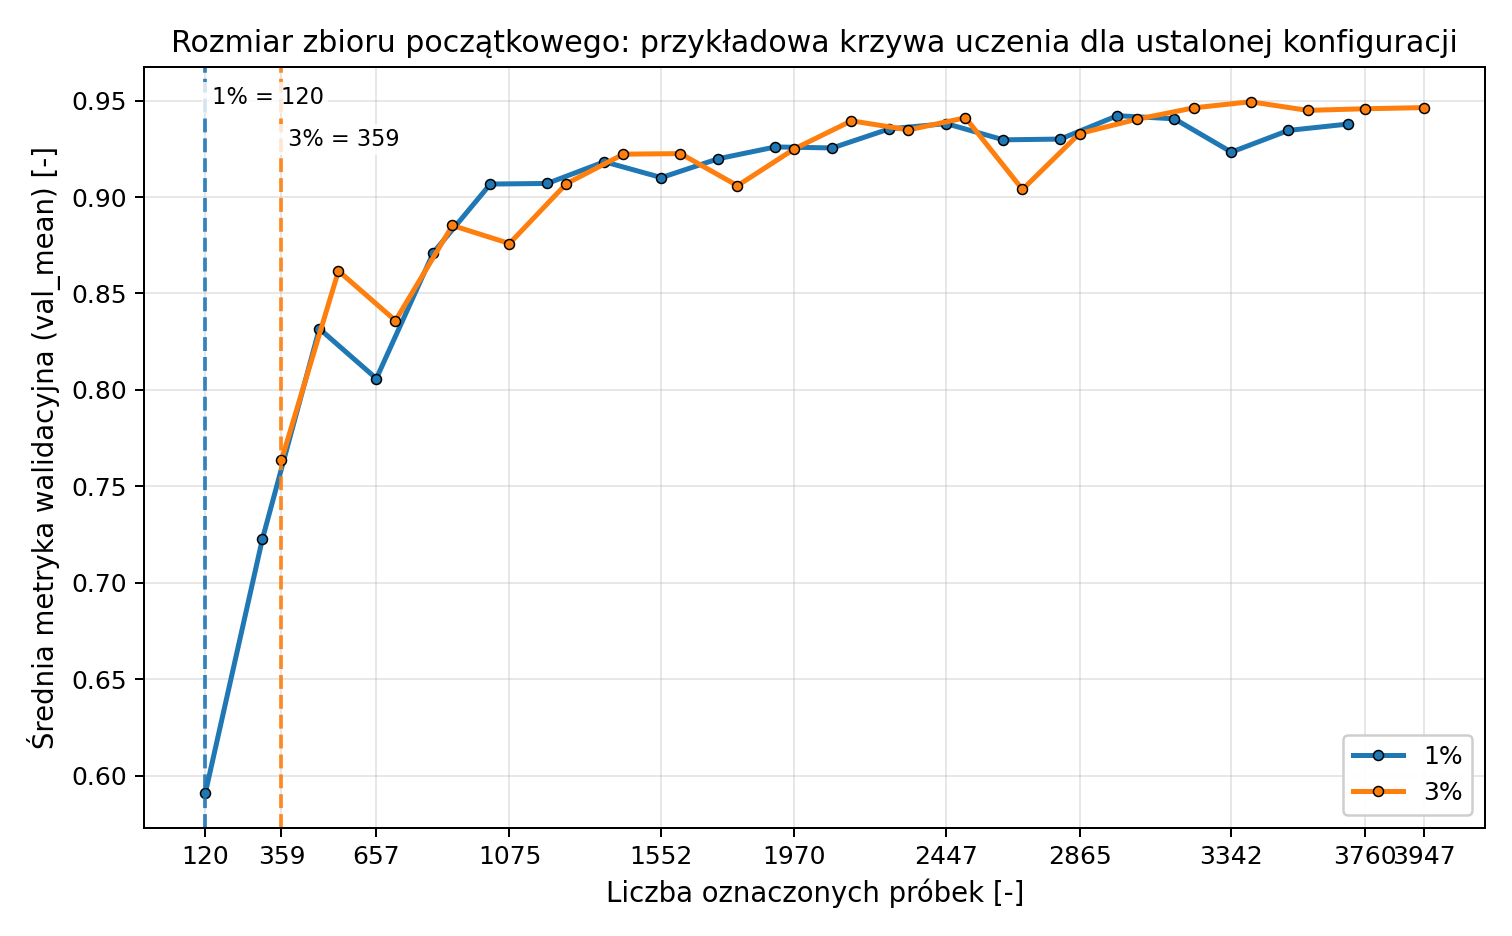 Rozmiar zbioru początkowego: przykładowa krzywa uczenia dla ustalonej konfiguracji
Średnia metryka walidacyjna (val_mean) [-]
0.95
0.90
0.85
0.80
0.75
0.70
0.65
0.60
1% = 120
3% = 359
1%
3%
120 359 657 1075 1552 1970 2447 2865 3342 3760 3947
Liczba oznaczonych próbek [-]